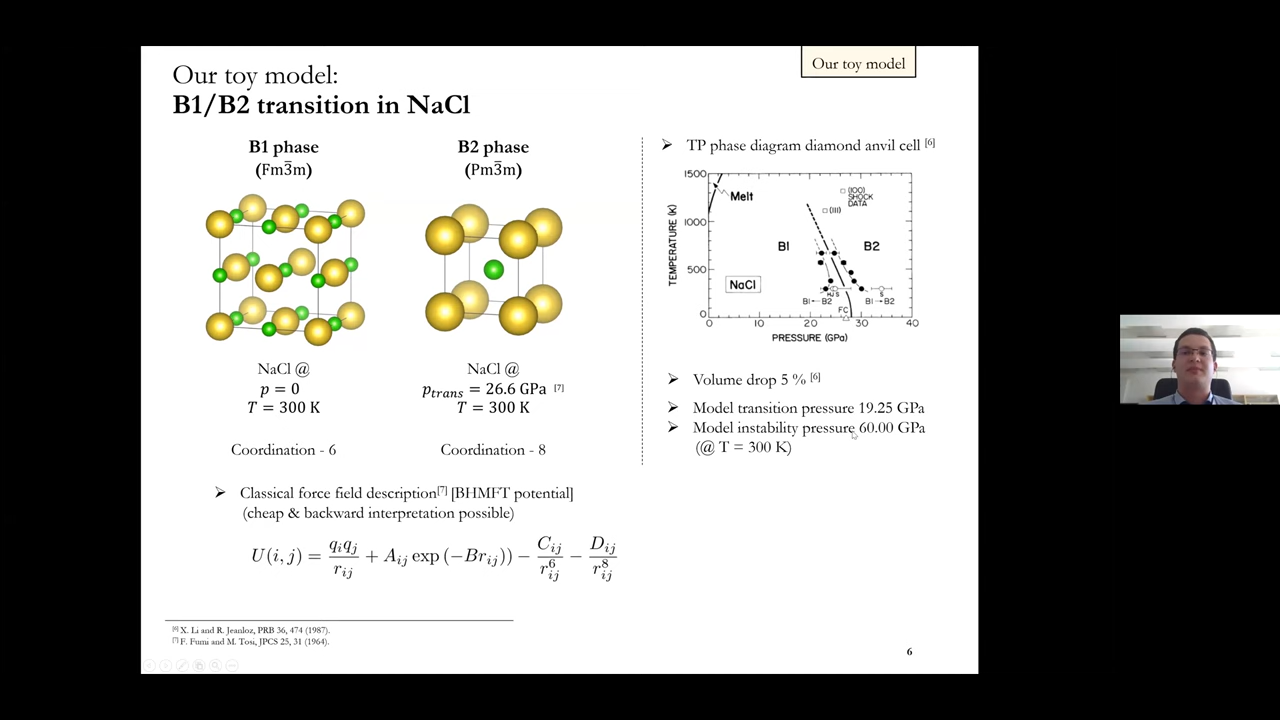 Our toy model
Our toy model:
B1/B2 transition in NaCl
B1 phase
(Fm3̅m)
B2 phase
(Pm3̅m)
NaCl @
p = 0
T = 300 K
Coordination - 6
NaCl @
p_trans = 26.6 GPa [7]
T = 300 K
Coordination - 8
➢ TP phase diagram diamond anvil cell [6]
1500
1000
500
0
TEMPERATURE (K)
Melt
(100)
SHOCK
DATA
(111)
B1
B2
NaCl
B1←B2
B1→B2
FC
0 10 20 30 40
PRESSURE (GPa)
➢ Volume drop 5 % [6]
➢ Model transition pressure 19.25 GPa
➢ Model instability pressure 60.00 GPa
(@ T = 300 K)
➢ Classical force field description[7] [BHMFT potential]
(cheap & backward interpretation possible)
U(i, j) = q_i q_j / r_ij + A_ij exp (−Br_ij)) − C_ij / r_ij^6 − D_ij / r_ij^8
[6] X. Li and R. Jeanloz, PRB 36, 474 (1987).
[7] F. Fumi and M. Tosi, JPCS 25, 31 (1964).
6